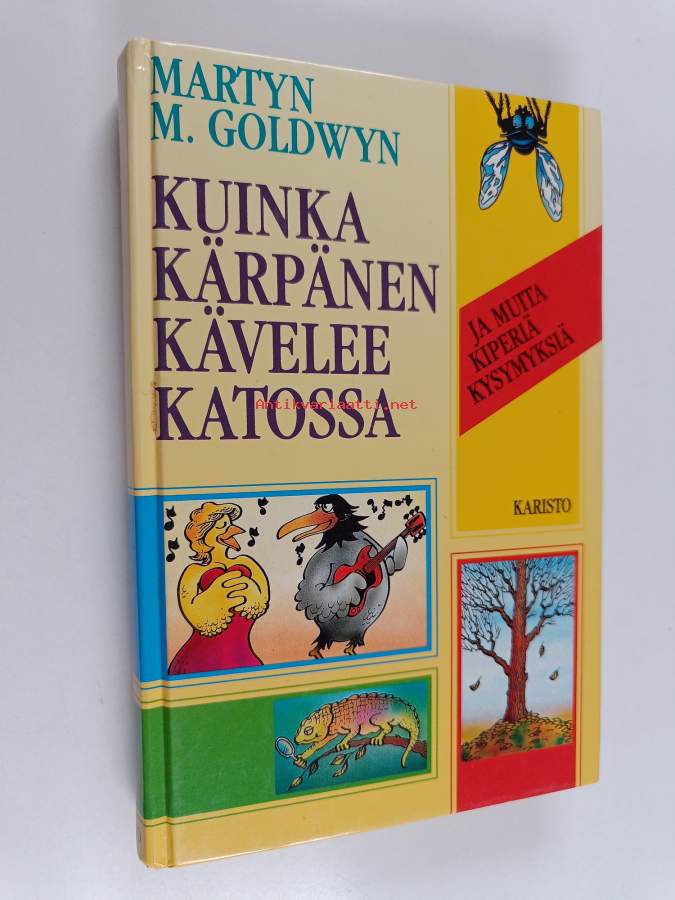 MARTYN
M. GOLDWYN
KUINKA
KÄRPÄNEN
KÄVELEE
KATOSSA
JA MUITA
KIPERIÄ
KYSYMYKSIÄ
KARISTO
Antikvariaatti.net